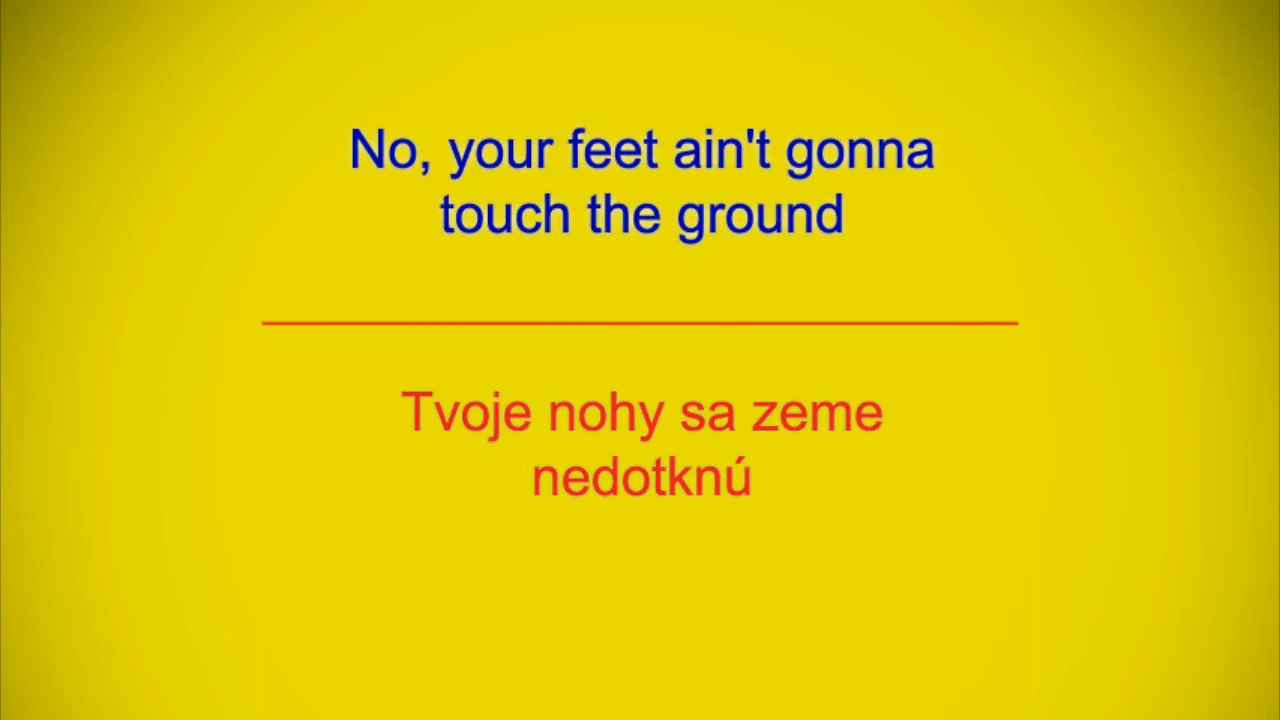 No, your feet ain't gonna
touch the ground
Tvoje nohy sa zeme
nedotknú